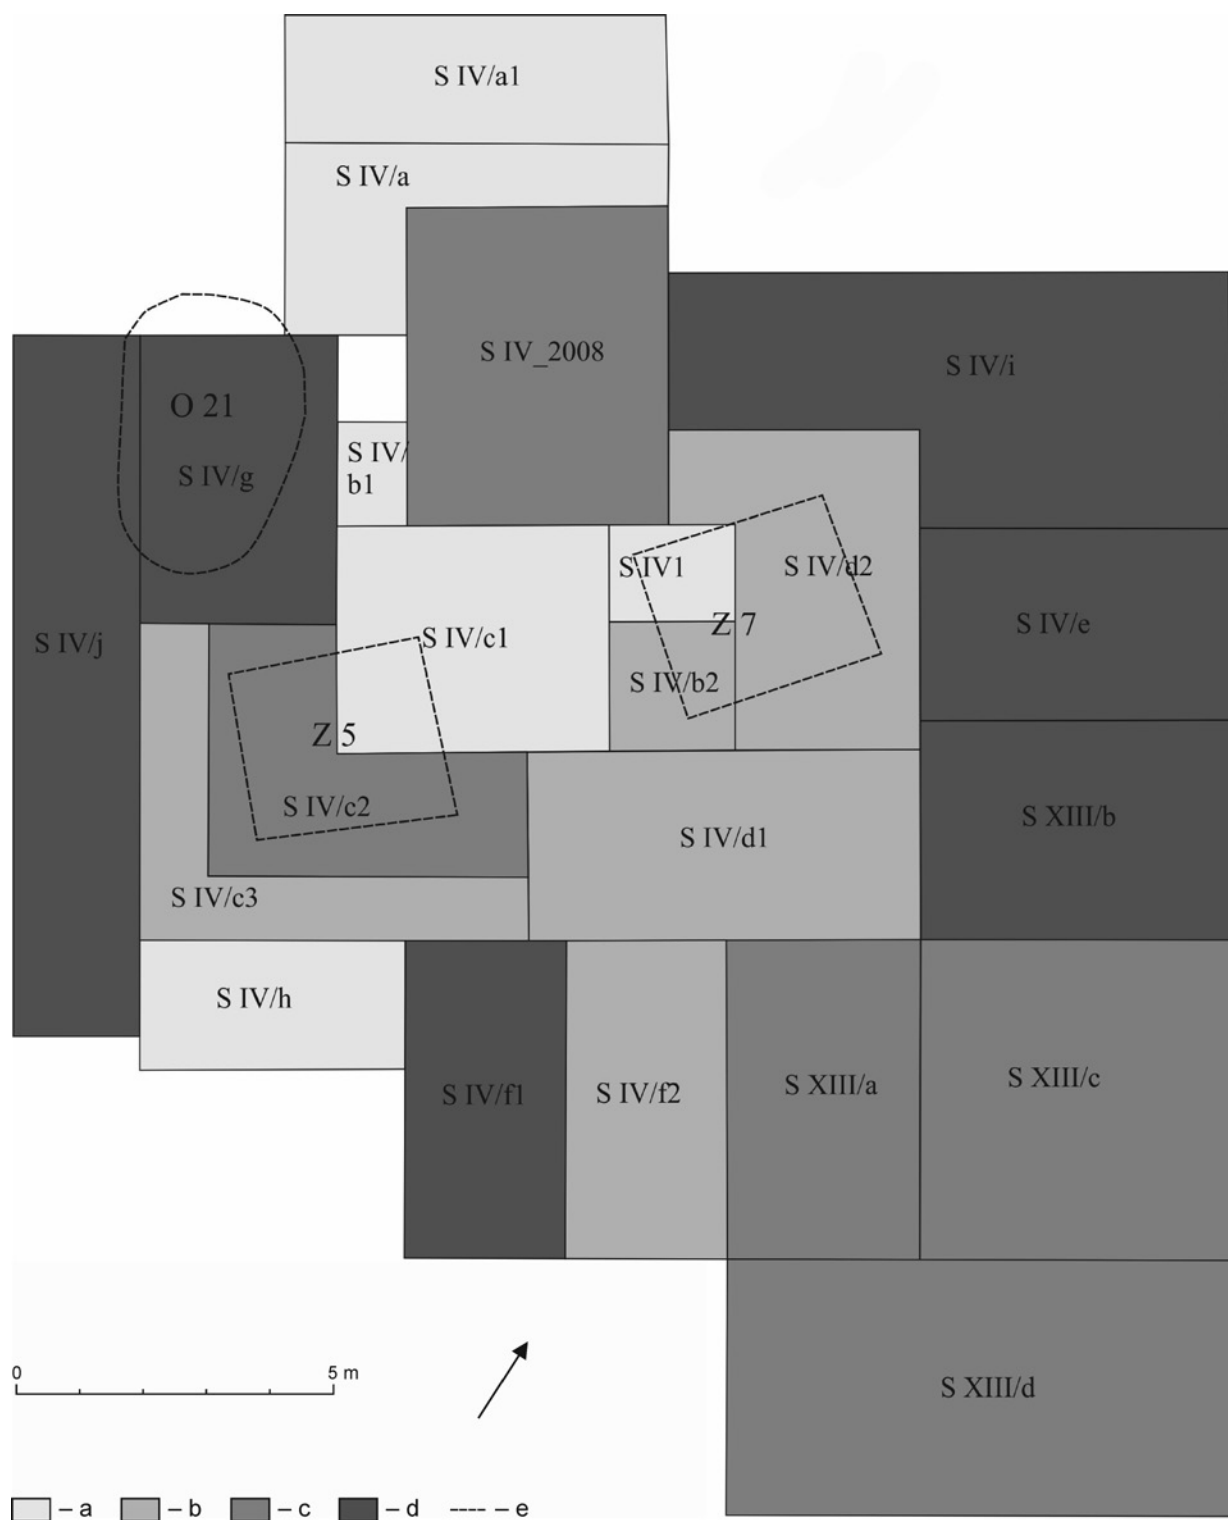 S IV/a1
S IV/a
S IV_2008
S IV/i
O 21
S IV/g
S IV/
b1
S IV1
S IV/d2
Z 7
S IV/e
S IV/j
S IV/c1
S IV/b2
Z 5
S IV/c2
S XIII/b
S IV/d1
S IV/c3
S IV/h
S IV/f1
S IV/f2
S XIII/a
S XIII/c
0 5 m
S XIII/d
– a – b – c – d – e